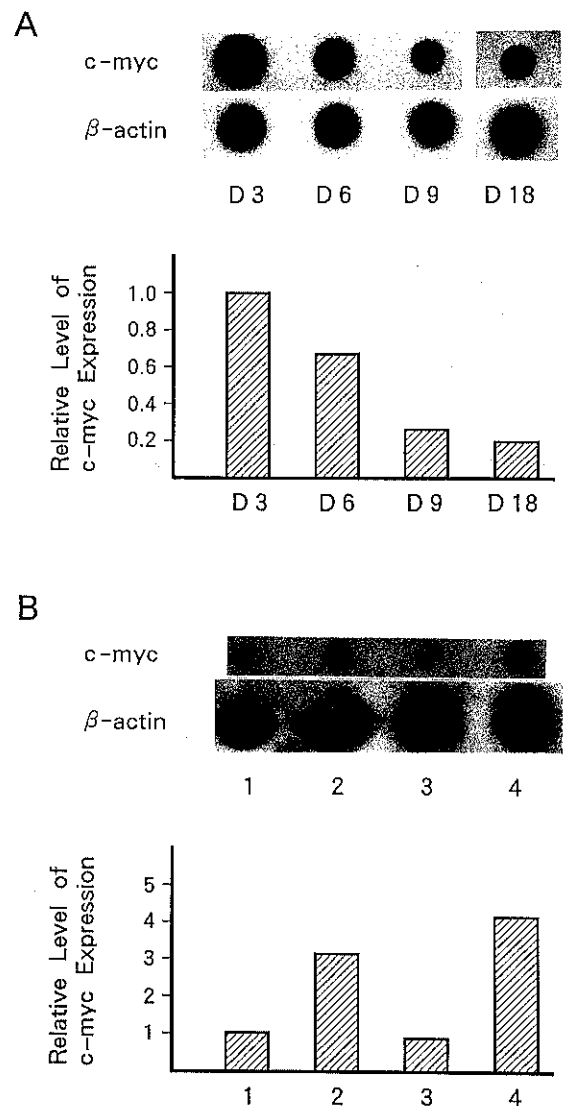 A
c-myc
β-actin
D 3 D 6 D 9 D 18
Relative Level of
c-myc Expression
1.0
0.8
0.6
0.4
0.2
D 3 D 6 D 9 D 18
B
c-myc
β-actin
1 2 3 4
Relative Level of
c-myc Expression
5
4
3
2
1
1 2 3 4